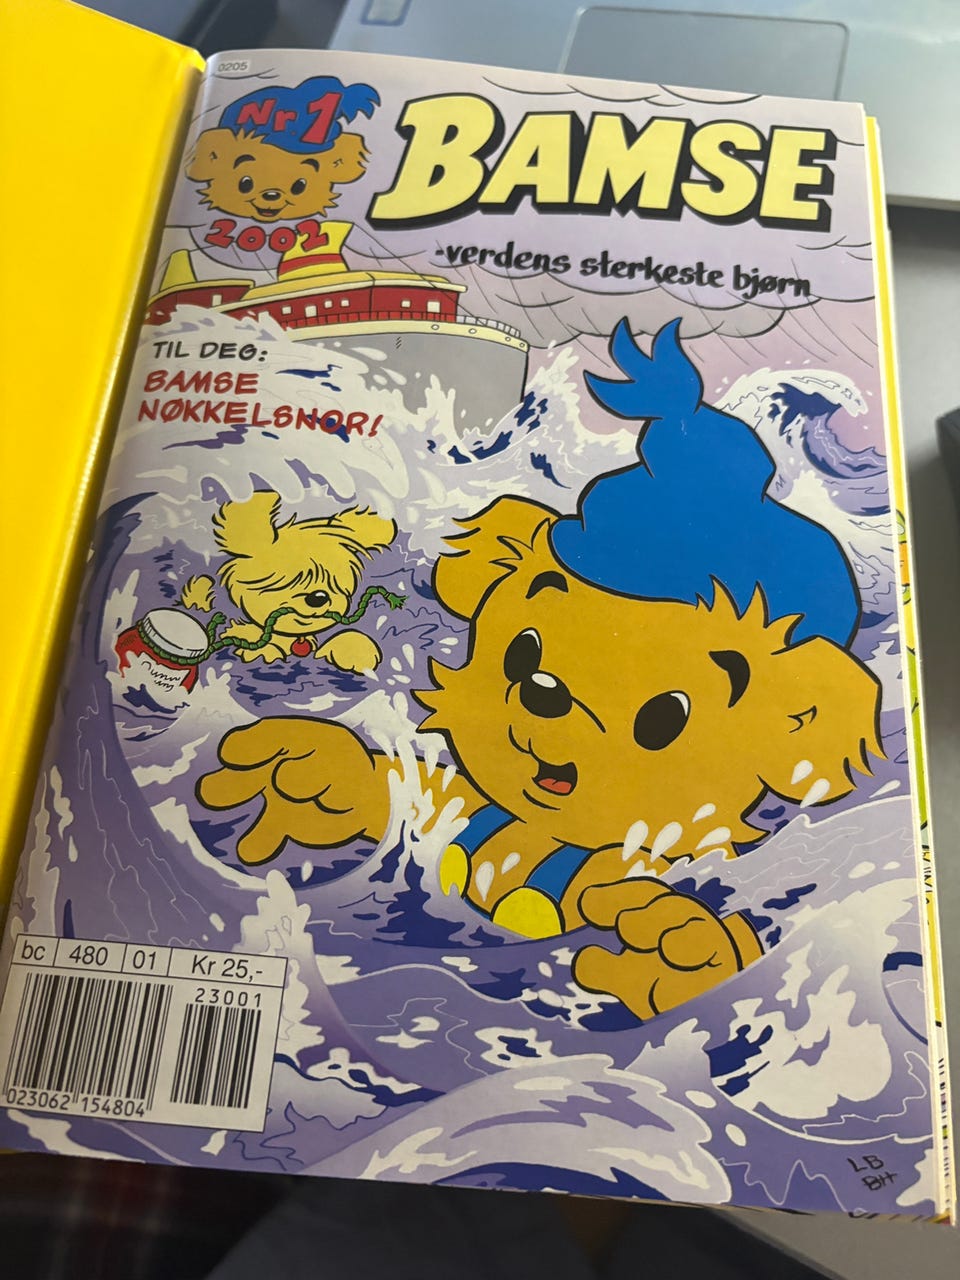 0205
Nr 1
BAMSE
2002
-verdens sterkeste bjørn
TIL DEG:
BAMSE
NØKKELSNOR!
bc 480 01 Kr 25,-
23001
023062 154804
LB
BH